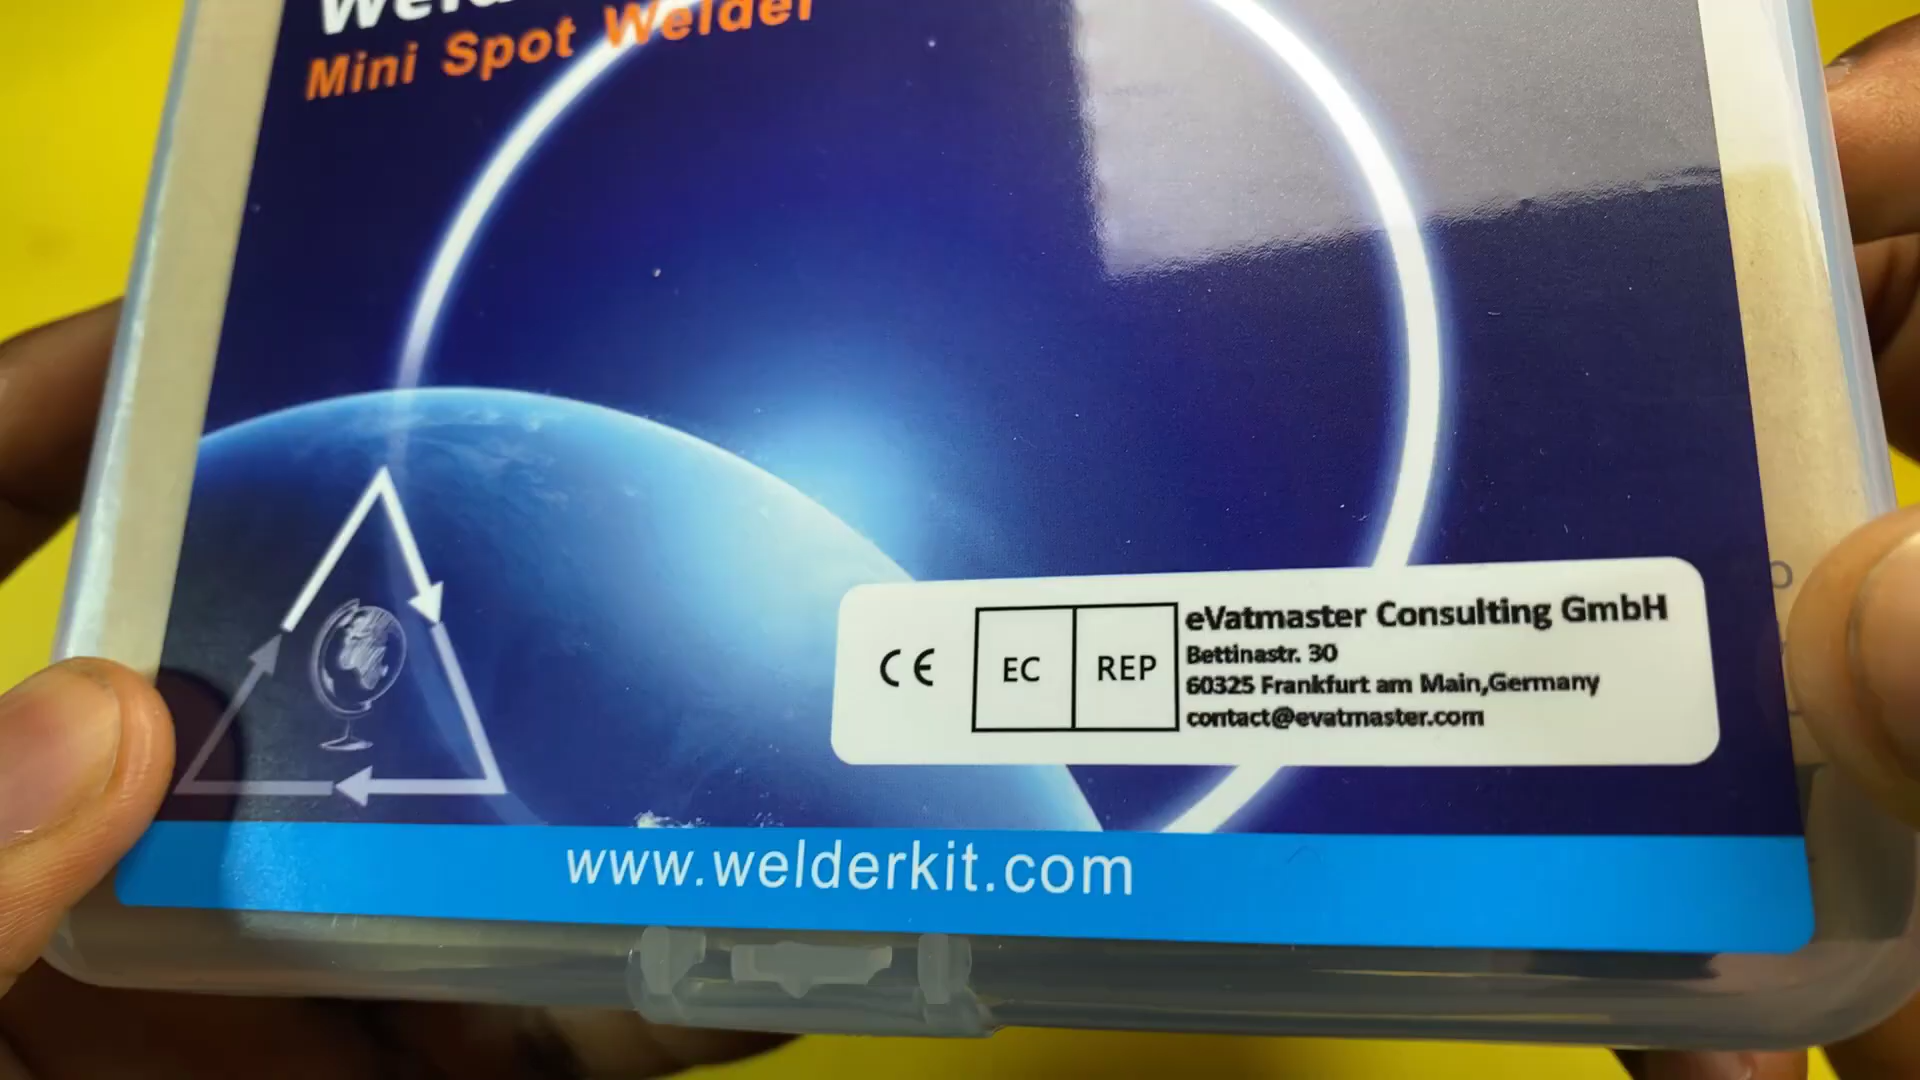 Mini Spot Welder
CE
EC REP
eVatmaster Consulting GmbH
Bettinastr. 30
60325 Frankfurt am Main,Germany
contact@evatmaster.com
www.welderkit.com